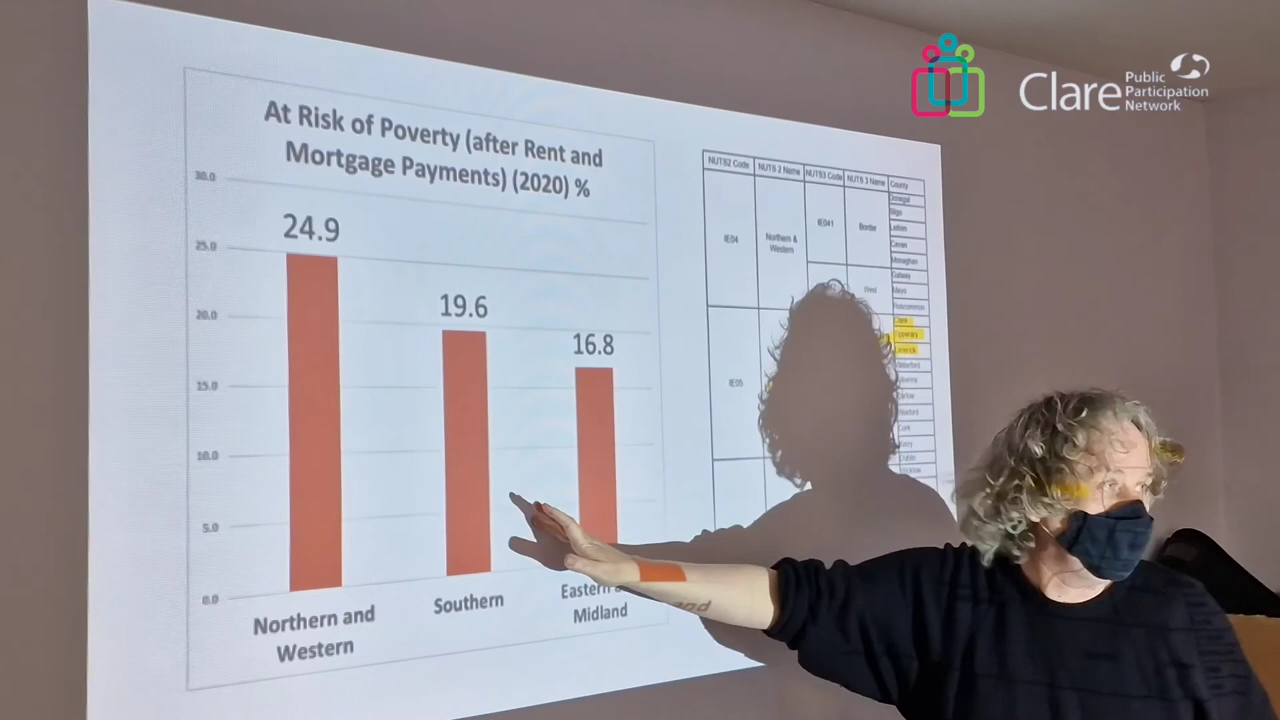 Clare
Public
Participation
Network
At Risk of Poverty (after Rent and
Mortgage Payments) (2020) %
30.0
25.0
20.0
15.0
10.0
5.0
0.0
24.9
19.6
16.8
Northern and
Western
Southern
Eastern
Midland
NUTS2 Code NUTS 2 Name NUTS3 Code NUTS 3 Name County
IE04 Northern &
Western
IE041 Border
Donegal
Sligo
Leitrim
Cavan
Monaghan
West
Galway
Mayo
Roscommon
IE05
Clare
Tipperary
Limerick
Waterford
Kilkenny
Carlow
Wexford
Cork
Kerry
Dublin
Wicklow